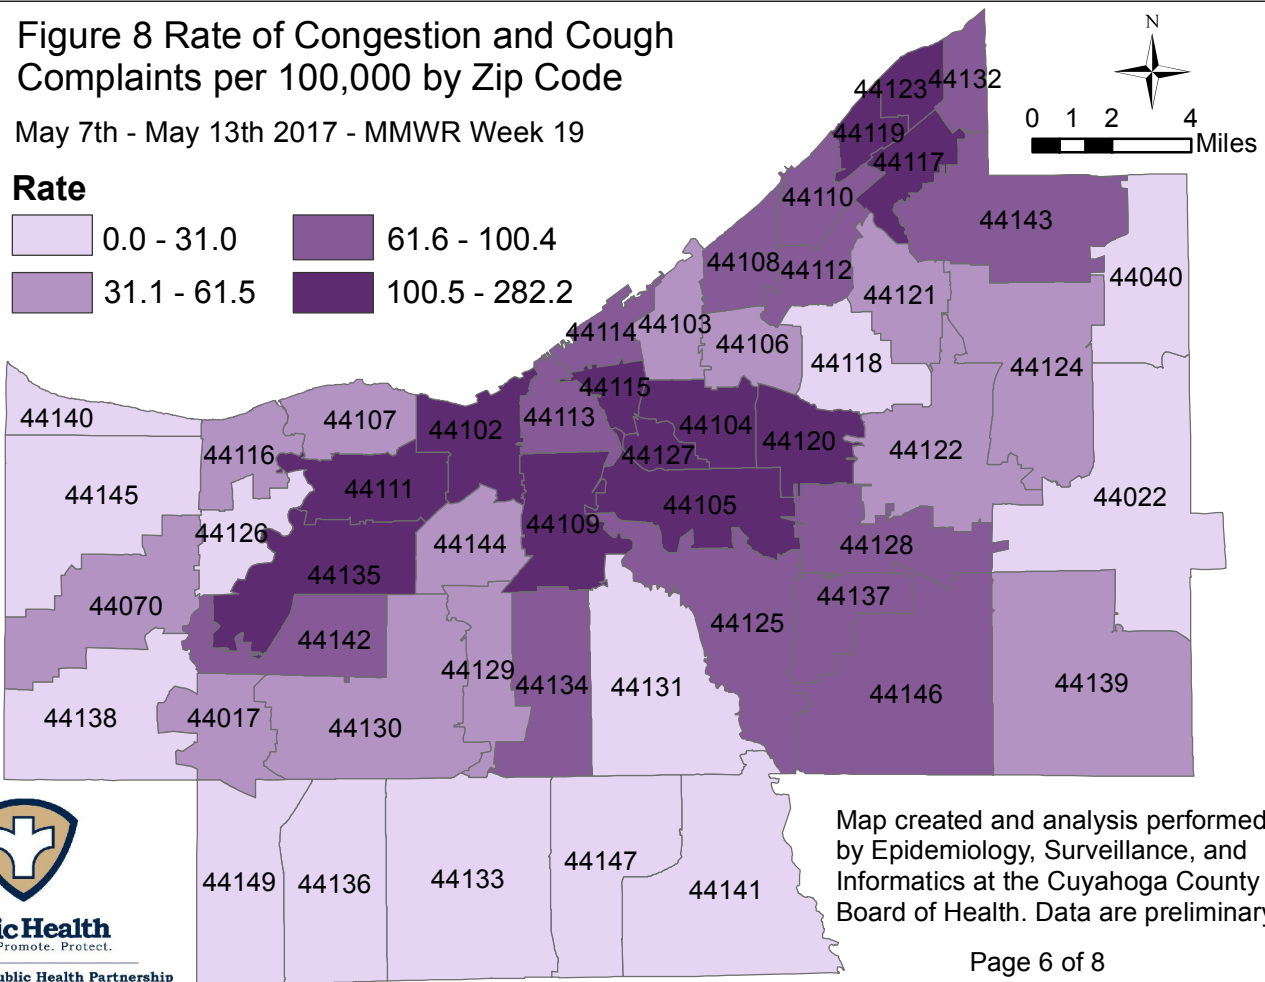 Figure 8 Rate of Congestion and Cough
Complaints per 100,000 by Zip Code
May 7th - May 13th 2017 - MMWR Week 19
Rate
0.0 - 31.0
61.6 - 100.4
31.1 - 61.5
100.5 - 282.2
N
0 1 2 4
Miles
44123
44132
44119
44117
44110
44143
44108
44112
44040
44121
44114
44103
44106
44118
44124
44115
44140
44107
44102
44113
44104
44120
44116
44127
44122
44145
44111
44105
44022
44126
44109
44144
44128
44135
44070
44137
44142
44125
44129
44134
44131
44139
44146
44138
44017
44130
44149
44136
44133
44147
44141
Map created and analysis performed
by Epidemiology, Surveillance, and
Informatics at the Cuyahoga County
Board of Health. Data are preliminary
Page 6 of 8
ic Health
Promote. Protect.
ublic Health Partnership